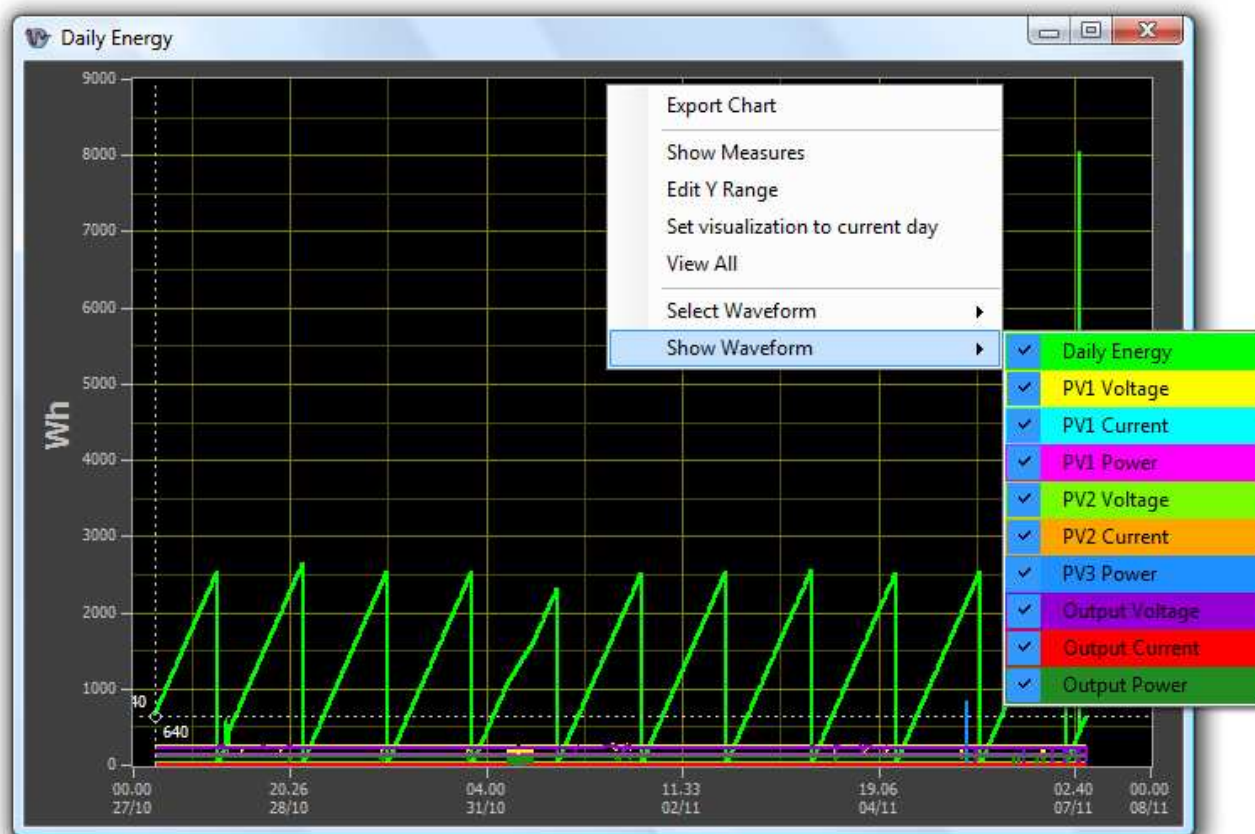 Daily Energy
9000
8000
7000
6000
5000
4000
3000
2000
1000
0
Wh
40
640
00.00 20.26 04.00 11.33 19.06 02.40 00.00
27/10 28/10 31/10 02/11 04/11 07/11 08/11
Export Chart
Show Measures
Edit Y Range
Set visualization to current day
View All
Select Waveform
Show Waveform
Daily Energy
PV1 Voltage
PV1 Current
PV1 Power
PV2 Voltage
PV2 Current
PV3 Power
Output Voltage
Output Current
Output Power